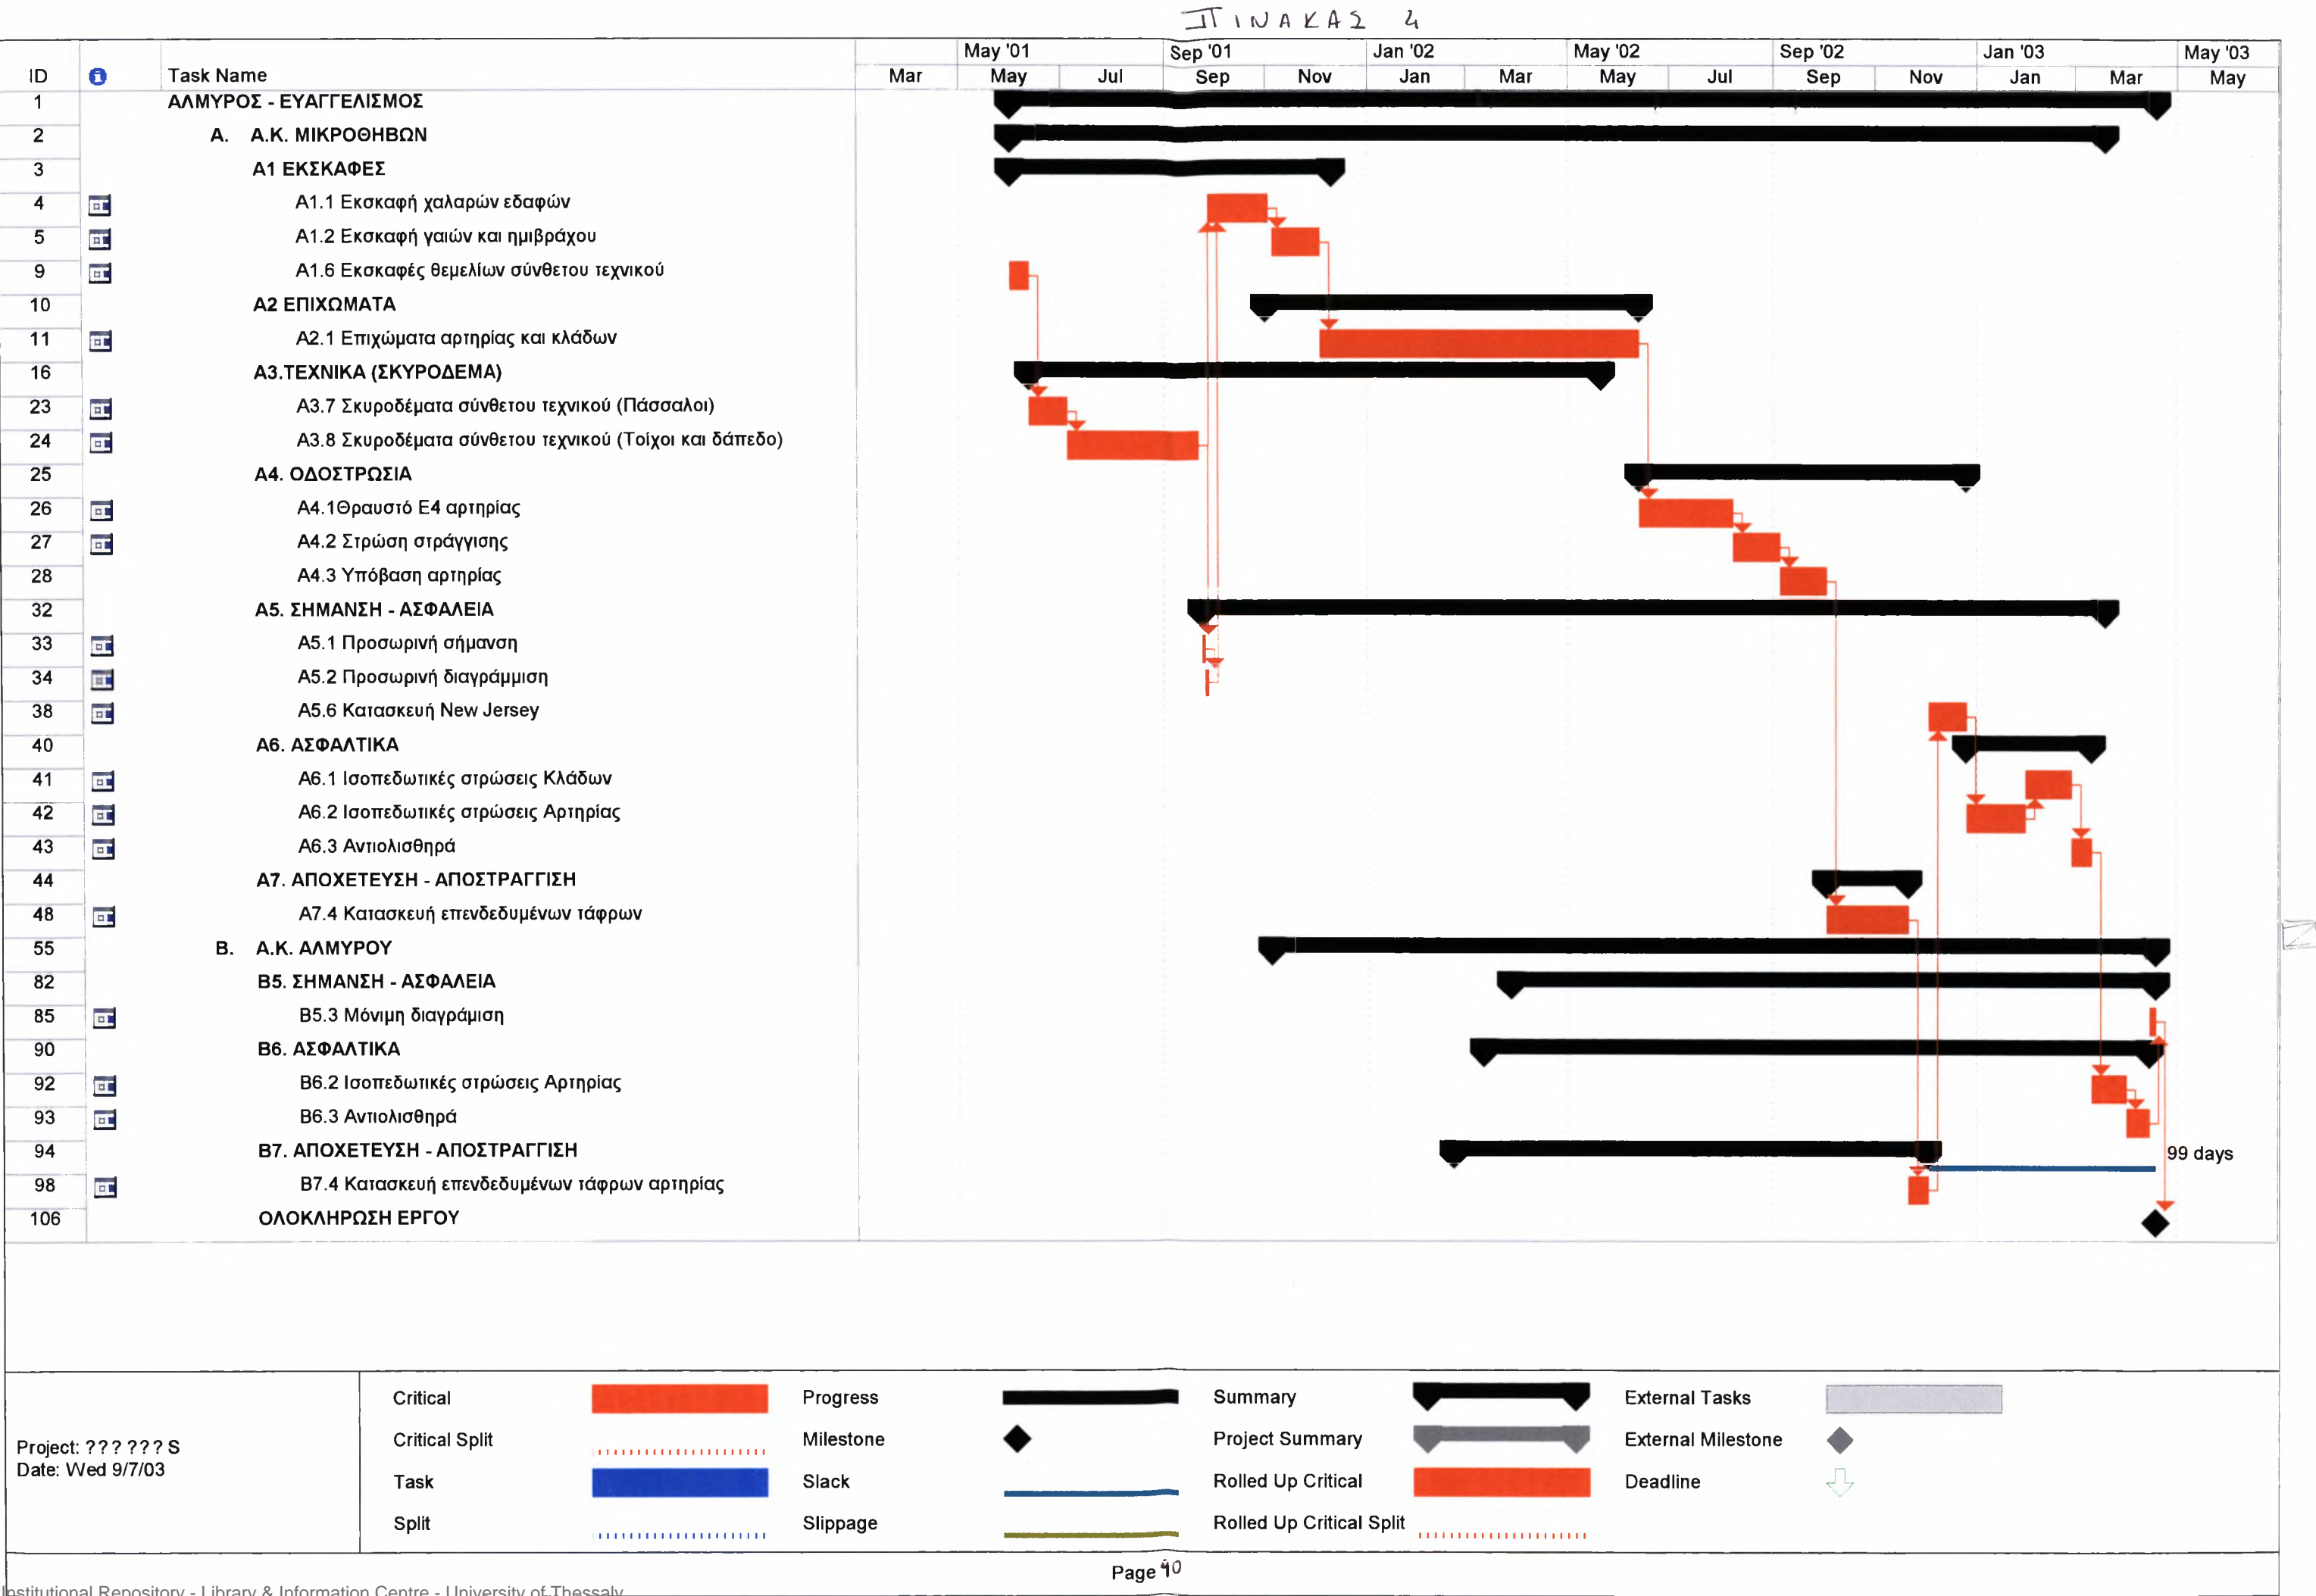 ΠΙΝΑΚΑΣ 4
May '01 Sep '01 Jan '02 May '02 Sep '02 Jan '03 May '03
ID Task Name Mar May Jul Sep Nov Jan Mar May Jul Sep Nov Jan Mar May
1 ΑΛΜΥΡΟΣ - ΕΥΑΓΓΕΛΙΣΜΟΣ
2 Α. Α.Κ. ΜΙΚΡΟΘΗΒΩΝ
3 Α1 ΕΚΣΚΑΦΕΣ
4 Α1.1 Εκσκαφή χαλαρών εδαφών
5 Α1.2 Εκσκαφή γαιών και ημιβράχου
9 Α1.6 Εκσκαφές θεμελίων σύνθετου τεχνικού
10 Α2 ΕΠΙΧΩΜΑΤΑ
11 Α2.1 Επιχώματα αρτηρίας και κλάδων
16 Α3.ΤΕΧΝΙΚΑ (ΣΚΥΡΟΔΕΜΑ)
23 Α3.7 Σκυροδέματα σύνθετου τεχνικού (Πάσσαλοι)
24 Α3.8 Σκυροδέματα σύνθετου τεχνικού (Τοίχοι και δάπεδο)
25 Α4. ΟΔΟΣΤΡΩΣΙΑ
26 Α4.1Θραυστό Ε4 αρτηρίας
27 Α4.2 Στρώση στράγγισης
28 Α4.3 Υπόβαση αρτηρίας
32 Α5. ΣΗΜΑΝΣΗ - ΑΣΦΑΛΕΙΑ
33 Α5.1 Προσωρινή σήμανση
34 Α5.2 Προσωρινή διαγράμμιση
38 Α5.6 Κατασκευή New Jersey
40 Α6. ΑΣΦΑΛΤΙΚΑ
41 Α6.1 Ισοπεδωτικές στρώσεις Κλάδων
42 Α6.2 Ισοπεδωτικές στρώσεις Αρτηρίας
43 Α6.3 Αντιολισθηρά
44 Α7. ΑΠΟΧΕΤΕΥΣΗ - ΑΠΟΣΤΡΑΓΓΙΣΗ
48 Α7.4 Κατασκευή επενδεδυμένων τάφρων
55 Β. Α.Κ. ΑΛΜΥΡΟΥ
82 Β5. ΣΗΜΑΝΣΗ - ΑΣΦΑΛΕΙΑ
85 Β5.3 Μόνιμη διαγράμιση
90 Β6. ΑΣΦΑΛΤΙΚΑ
92 Β6.2 Ισοπεδωτικές στρώσεις Αρτηρίας
93 Β6.3 Αντιολισθηρά
94 Β7. ΑΠΟΧΕΤΕΥΣΗ - ΑΠΟΣΤΡΑΓΓΙΣΗ 99 days
98 Β7.4 Κατασκευή επενδεδυμένων τάφρων αρτηρίας
106 ΟΛΟΚΛΗΡΩΣΗ ΕΡΓΟΥ
Project: ??? ??? S
Date: Wed 9/7/03
Critical Progress Summary External Tasks
Critical Split Milestone Project Summary External Milestone
Task Slack Rolled Up Critical Deadline
Split Slippage Rolled Up Critical Split
Page 90
Institutional Repository - Library & Information Centre - University of Thessaly